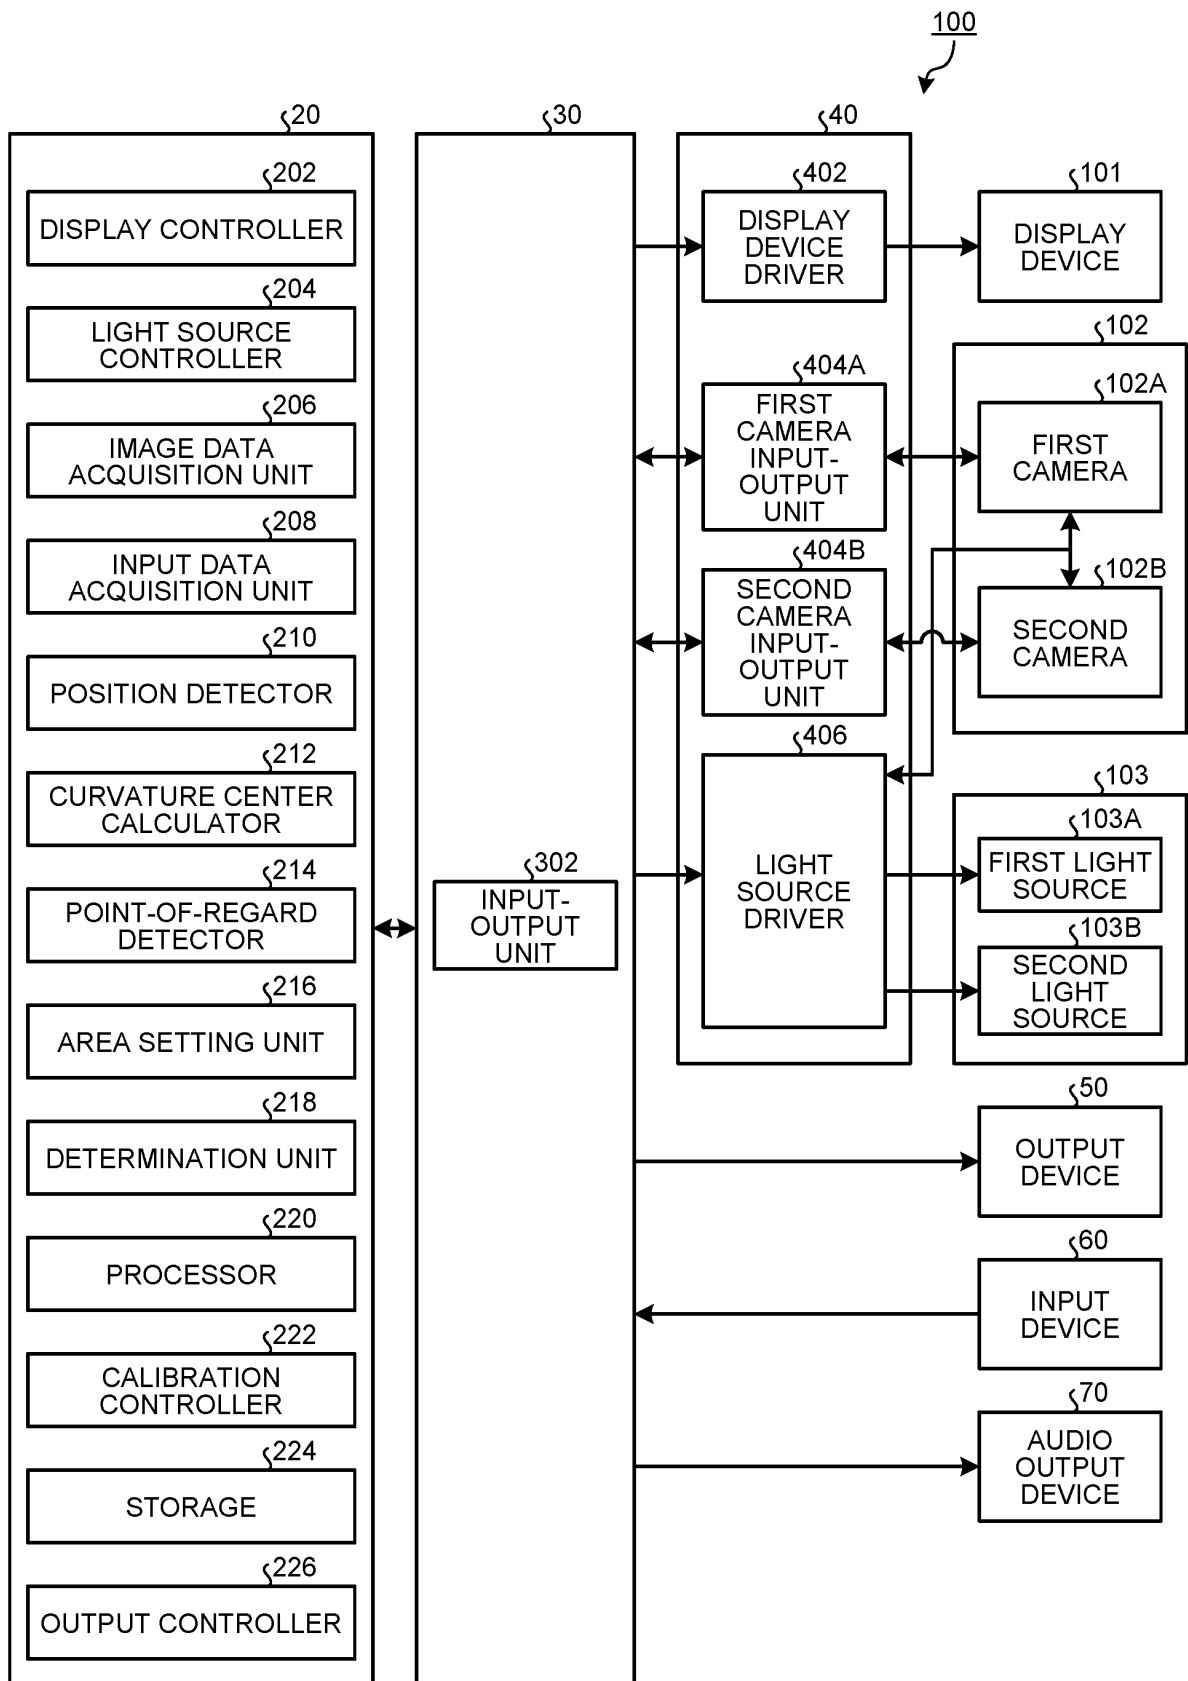 100
20
202
DISPLAY CONTROLLER
204
LIGHT SOURCE
CONTROLLER
206
IMAGE DATA
ACQUISITION UNIT
208
INPUT DATA
ACQUISITION UNIT
210
POSITION DETECTOR
212
CURVATURE CENTER
CALCULATOR
214
POINT-OF-REGARD
DETECTOR
216
AREA SETTING UNIT
218
DETERMINATION UNIT
220
PROCESSOR
222
CALIBRATION
CONTROLLER
224
STORAGE
226
OUTPUT CONTROLLER
30
302
INPUT-
OUTPUT
UNIT
40
402
DISPLAY
DEVICE
DRIVER
404A
FIRST
CAMERA
INPUT-
OUTPUT
UNIT
404B
SECOND
CAMERA
INPUT-
OUTPUT
UNIT
406
LIGHT
SOURCE
DRIVER
101
DISPLAY
DEVICE
102
102A
FIRST
CAMERA
102B
SECOND
CAMERA
103
103A
FIRST LIGHT
SOURCE
103B
SECOND
LIGHT
SOURCE
50
OUTPUT
DEVICE
60
INPUT
DEVICE
70
AUDIO
OUTPUT
DEVICE